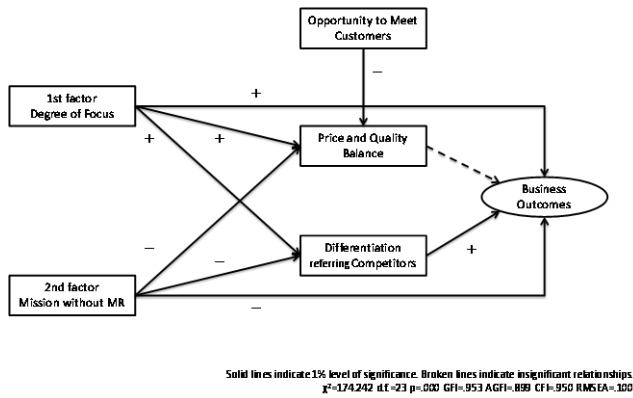 Opportunity to Meet
Customers
−
1st factor
Degree of Focus
+
+
+
Price and Quality
Balance
Business
Outcomes
−
−
Differentiation
referring Competitors
+
2nd factor
Mission without MR
−
Solid lines indicate 1% level of significance. Broken lines indicate insignificant relationships.
χ²=174.242 d.f.=23 p=.000 GFI=.953 AGFI=.899 CFI=.950 RMSEA=.100